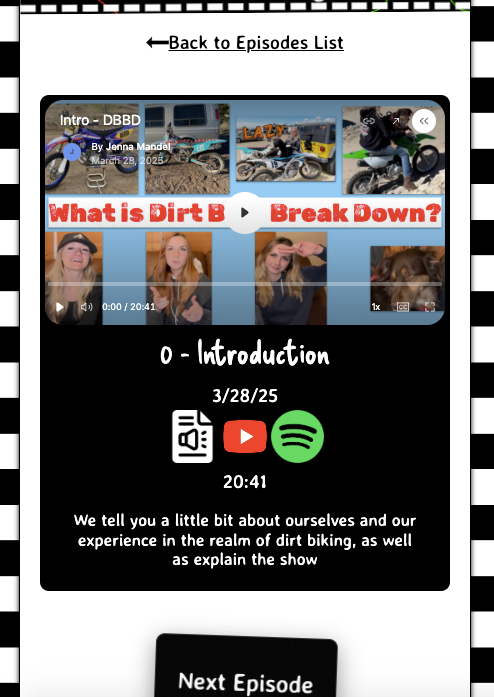 Back to Episodes List
Intro - DBBD
LAZY
J
By Jenna Mandel
March 28, 2025
What is Dirt B Break Down?
0:00 / 20:41
1x
CC
0 - Introduction
3/28/25
20:41
We tell you a little bit about ourselves and our
experience in the realm of dirt biking, as well
as explain the show
Next Episode